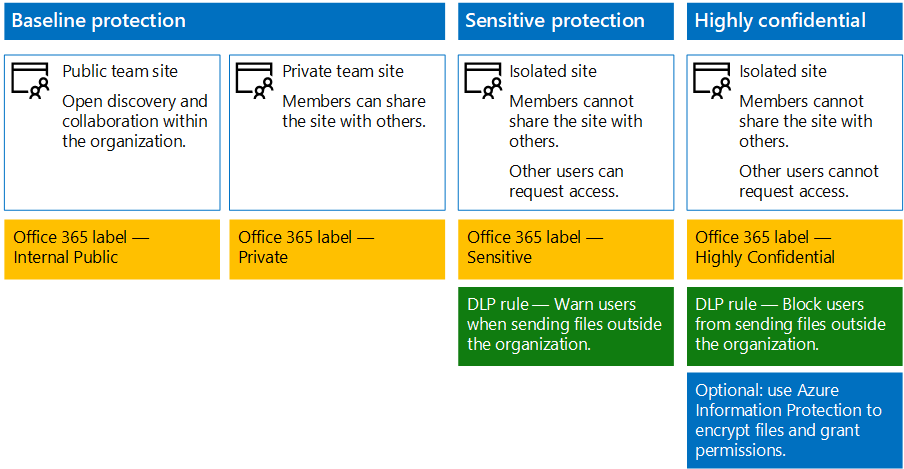 Baseline protection
Public team site
Open discovery and
collaboration within
the organization.
Private team site
Members can share
the site with others.
Office 365 label —
Internal Public
Office 365 label —
Private
Sensitive protection
Isolated site
Members cannot
share the site with
others.
Other users can
request access.
Office 365 label —
Sensitive
DLP rule — Warn users
when sending files outside
the organization.
Highly confidential
Isolated site
Members cannot
share the site with
others.
Other users cannot
request access.
Office 365 label —
Highly Confidential
DLP rule — Block users
from sending files outside
the organization.
Optional: use Azure
Information Protection to
encrypt files and grant
permissions.